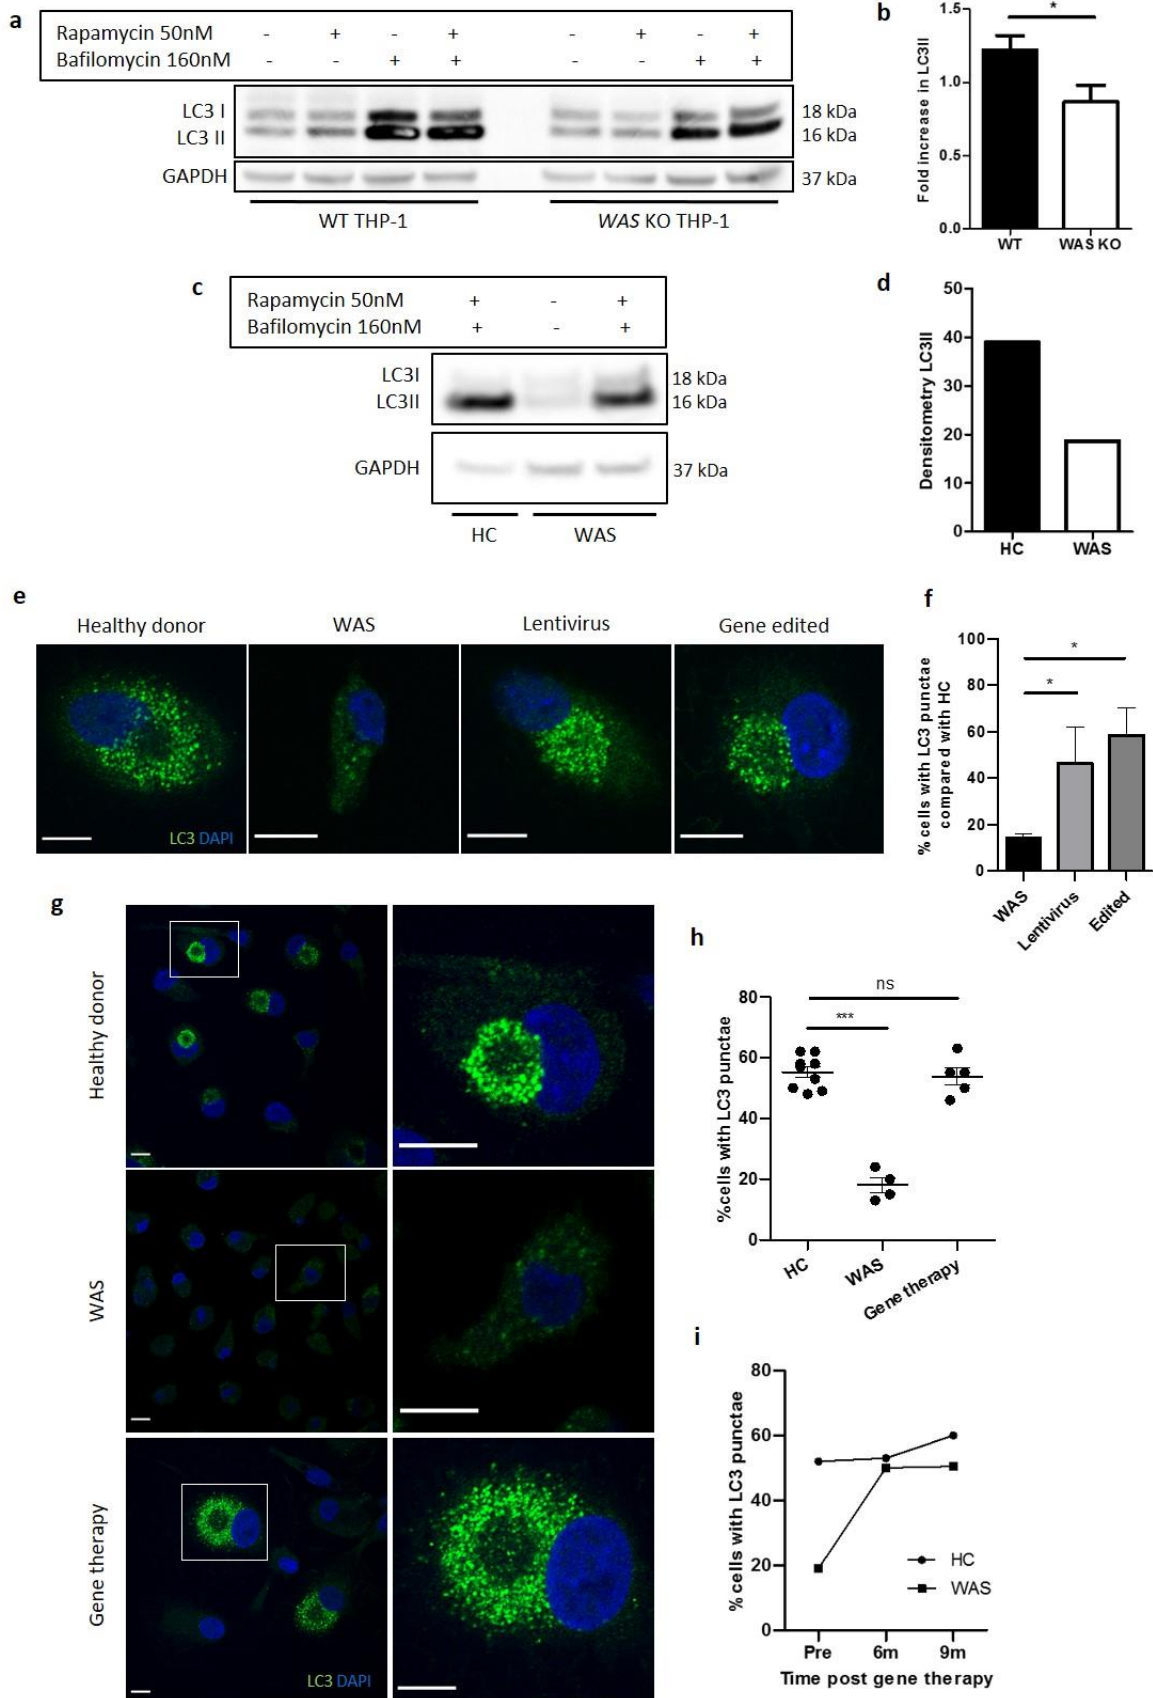 a
Rapamycin 50nM - + - + - + - +
Bafilomycin 160nM - - + + - - + +
LC3 I
LC3 II
GAPDH
18 kDa
16 kDa
37 kDa
WT THP-1
WAS KO THP-1
b
Fold increase in LC3II
1.5
1.0
0.5
0.0
*
WT
WAS KO
c
Rapamycin 50nM + - +
Bafilomycin 160nM + - +
LC3I
LC3II
GAPDH
18 kDa
16 kDa
37 kDa
HC
WAS
d
Densitometry LC3II
50
40
30
20
10
0
HC
WAS
e
Healthy donor
WAS
Lentivirus
Gene edited
LC3 DAPI
f
% cells with LC3 punctae
compared with HC
100
80
60
40
20
0
*
*
WAS
Lentivirus
Edited
g
Healthy donor
WAS
Gene therapy
LC3 DAPI
h
%cells with LC3 punctae
80
60
40
20
0
ns
***
HC
WAS
Gene therapy
i
% cells with LC3 punctae
80
60
40
20
0
HC
WAS
Pre
6m
9m
Time post gene therapy